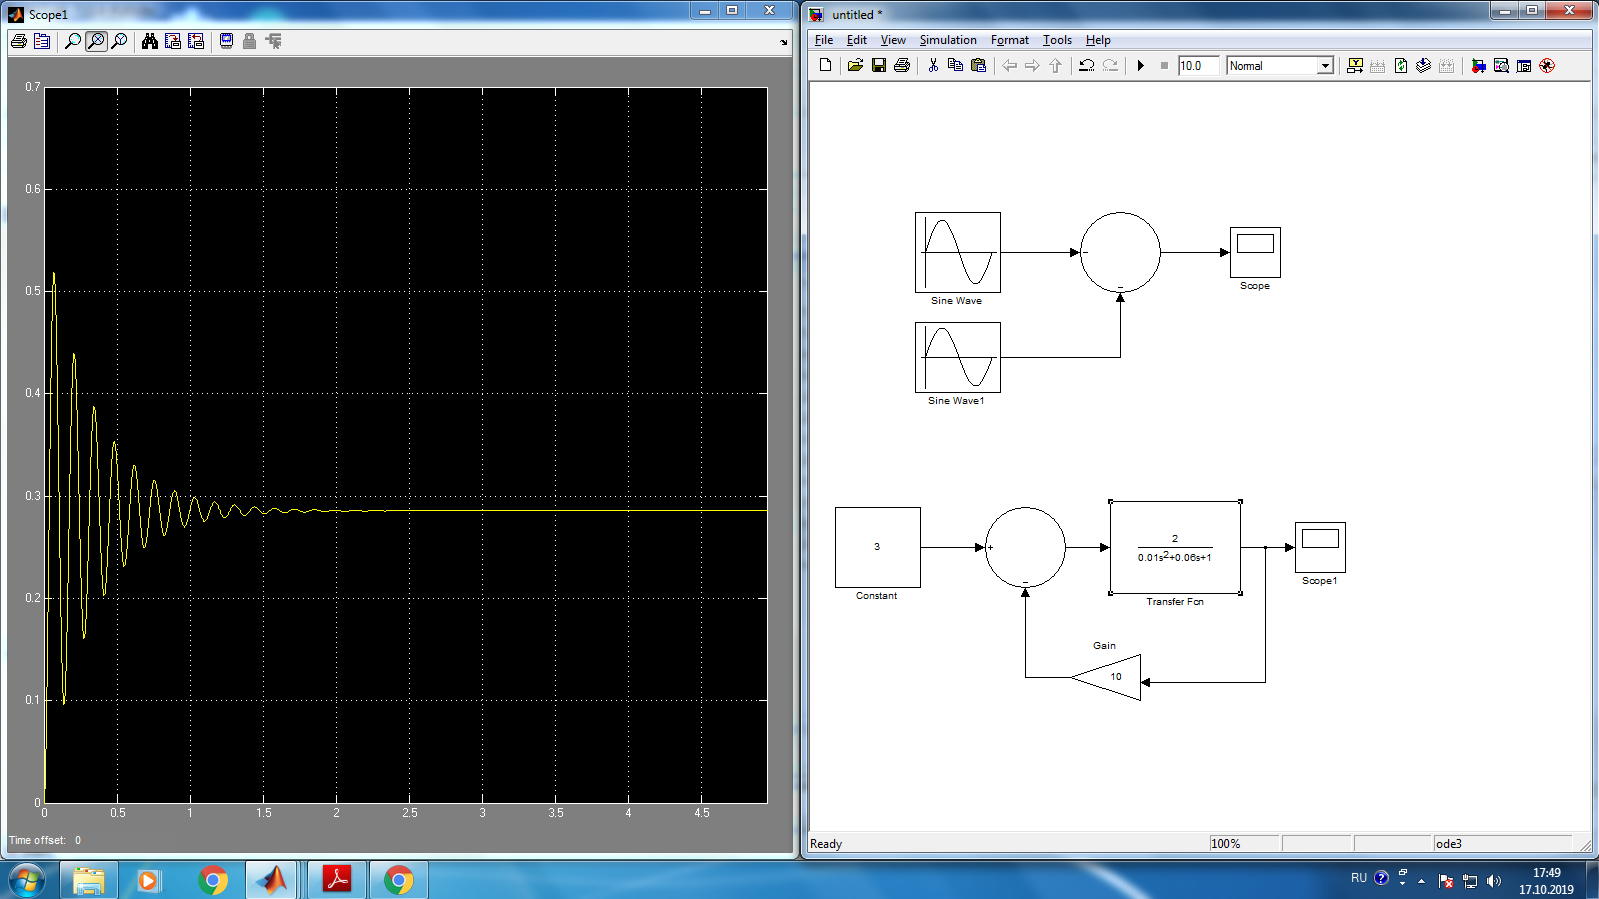 Scope1
0.7
0.6
0.5
0.4
0.3
0.2
0.1
0
0 0.5 1 1.5 2 2.5 3 3.5 4 4.5
Time offset: 0
untitled *
File Edit View Simulation Format Tools Help
10.0 Normal
Sine Wave
Scope
Sine Wave1
3
Constant
2
0.01s2+0.06s+1
Transfer Fcn
Scope1
Gain
10
Ready 100% ode3
RU 17:49
17.10.2019